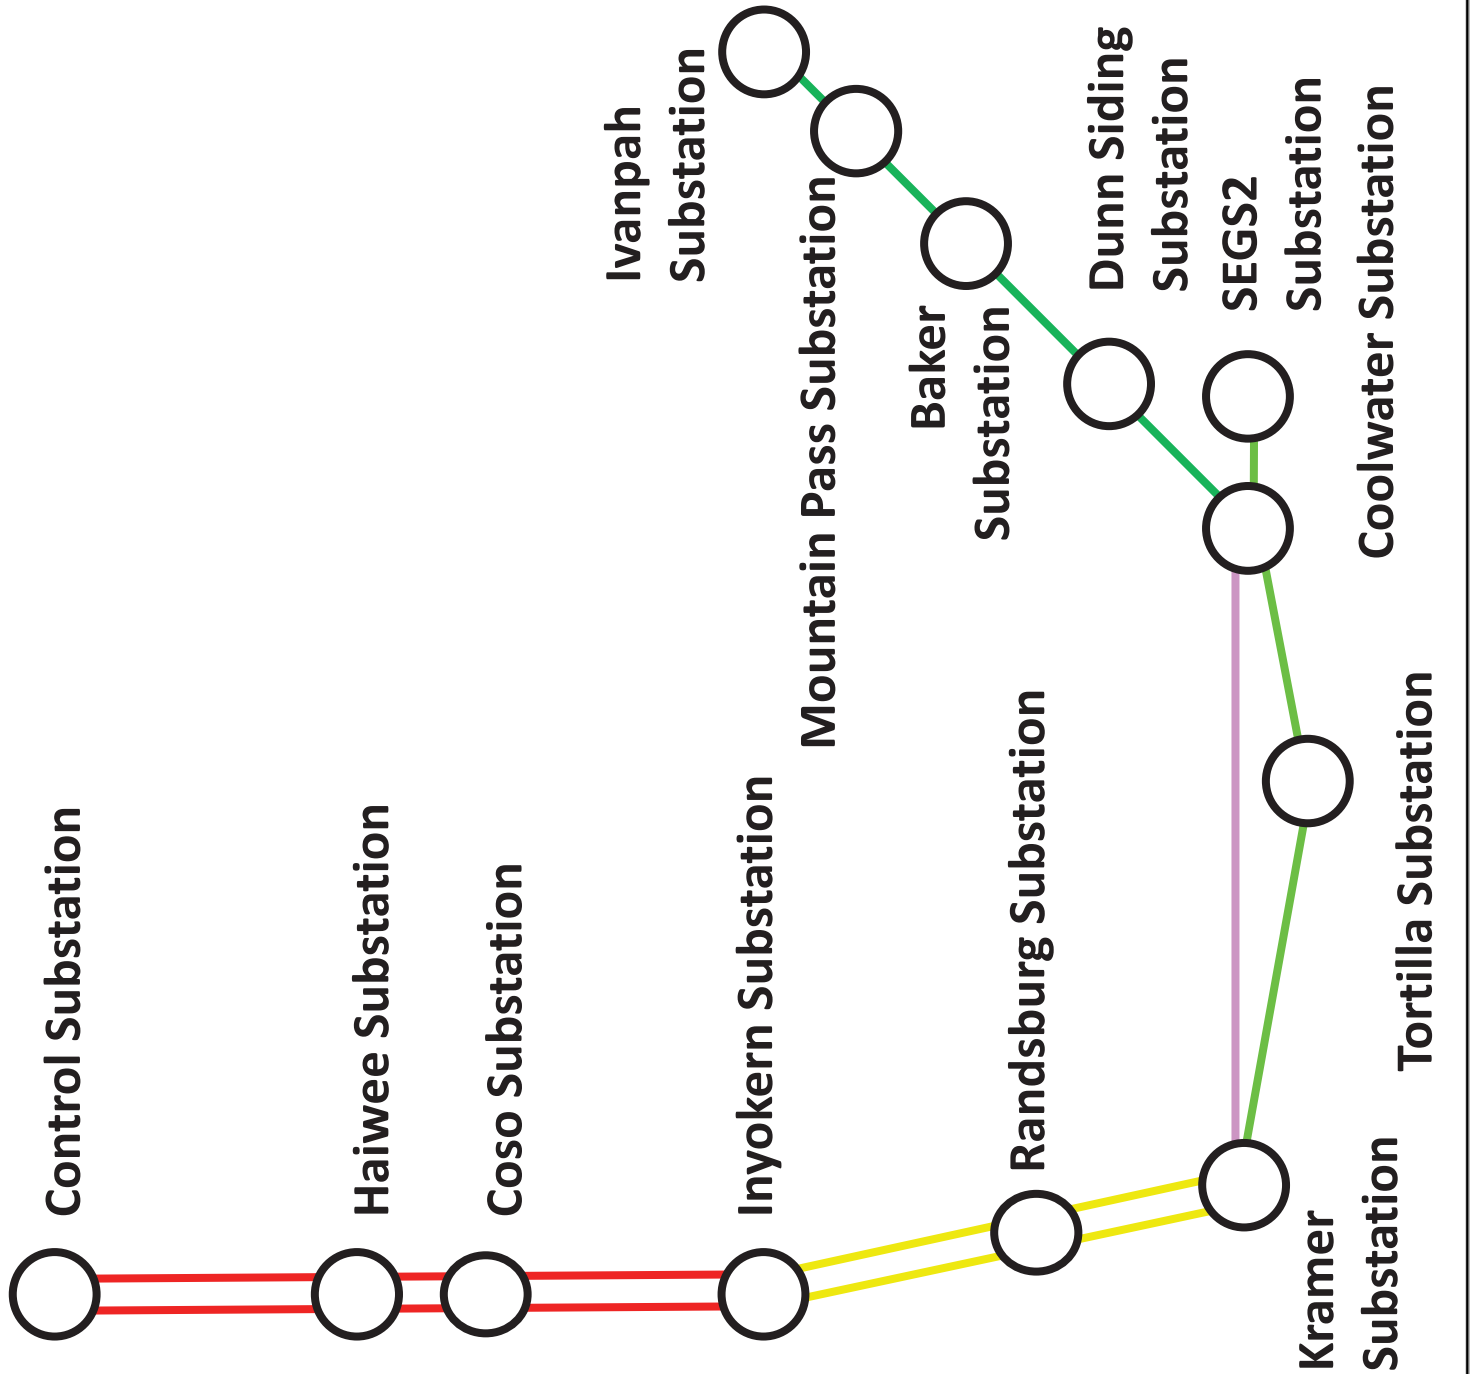 Control Substation
Haiwee Substation
Coso Substation
Inyokern Substation
Randsburg Substation
Kramer
Substation
Tortilla Substation
Coolwater Substation
SEGS2
Substation
Dunn Siding
Substation
Baker
Substation
Mountain Pass Substation
Ivanpah
Substation